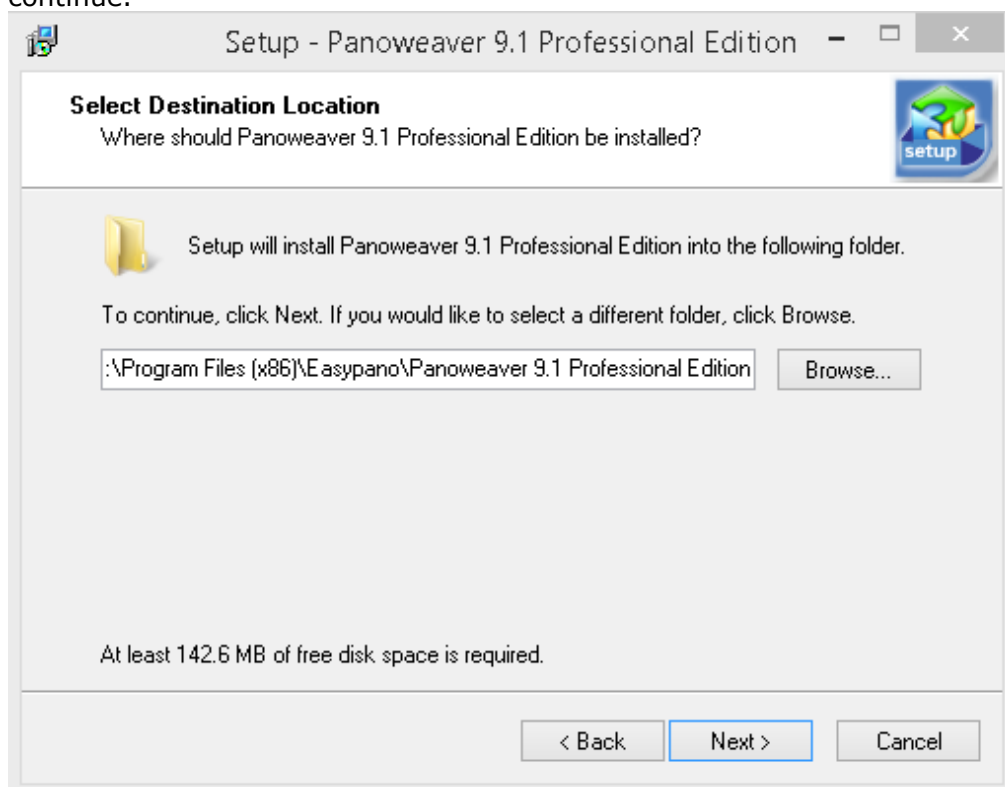 continue.
Setup - Panoweaver 9.1 Professional Edition
Select Destination Location
Where should Panoweaver 9.1 Professional Edition be installed?
setup
Setup will install Panoweaver 9.1 Professional Edition into the following folder.
To continue, click Next. If you would like to select a different folder, click Browse.
:\Program Files (x86)\Easypano\Panoweaver 9.1 Professional Edition
Browse...
At least 142.6 MB of free disk space is required.
< Back Next > Cancel